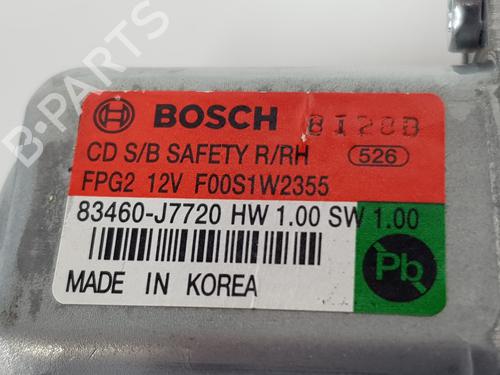 BOSCH 8I28B
CD S/B SAFETY R/RH 526
FPG2 12V F00S1W2355
83460-J7720 HW 1.00 SW 1.00
Pb
MADE IN KOREA
B-PARTS